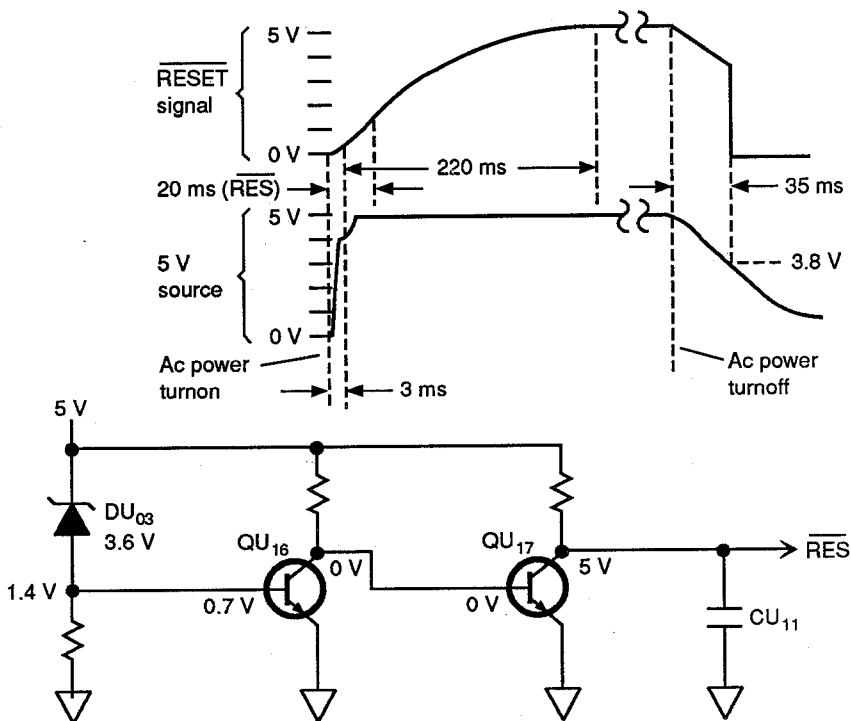 5 V
RESET
signal
0 V
220 ms
20 ms (RES)
35 ms
5 V
5 V
source
3.8 V
0 V
Ac power
turnon
Ac power
turnoff
3 ms
5 V
DU03
3.6 V
QU16
0 V
QU17
5 V
RES
1.4 V
0.7 V
0 V
CU11